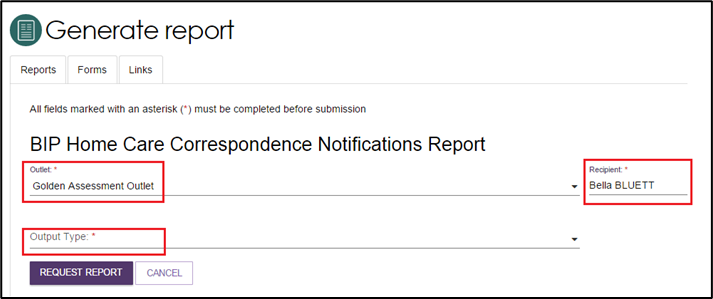 Generate report
Reports Forms Links
All fields marked with an asterisk (*) must be completed before submission
BIP Home Care Correspondence Notifications Report
Outlet: * Recipient: *
Golden Assessment Outlet Bella BLUETT
Output Type: *
REQUEST REPORT CANCEL